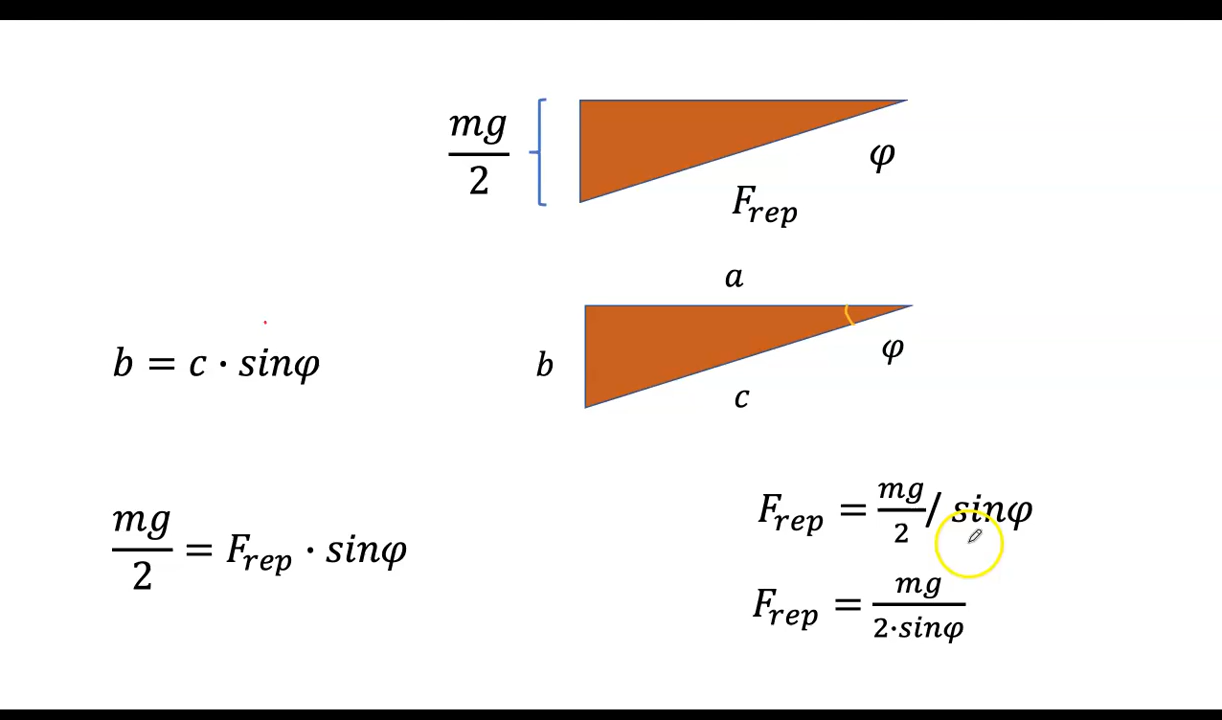 mg/2
φ
F_rep
a
b = c · sinφ
b
φ
c
mg/2 = F_rep · sinφ
F_rep = mg/2 / sinφ
F_rep = mg/2·sinφ